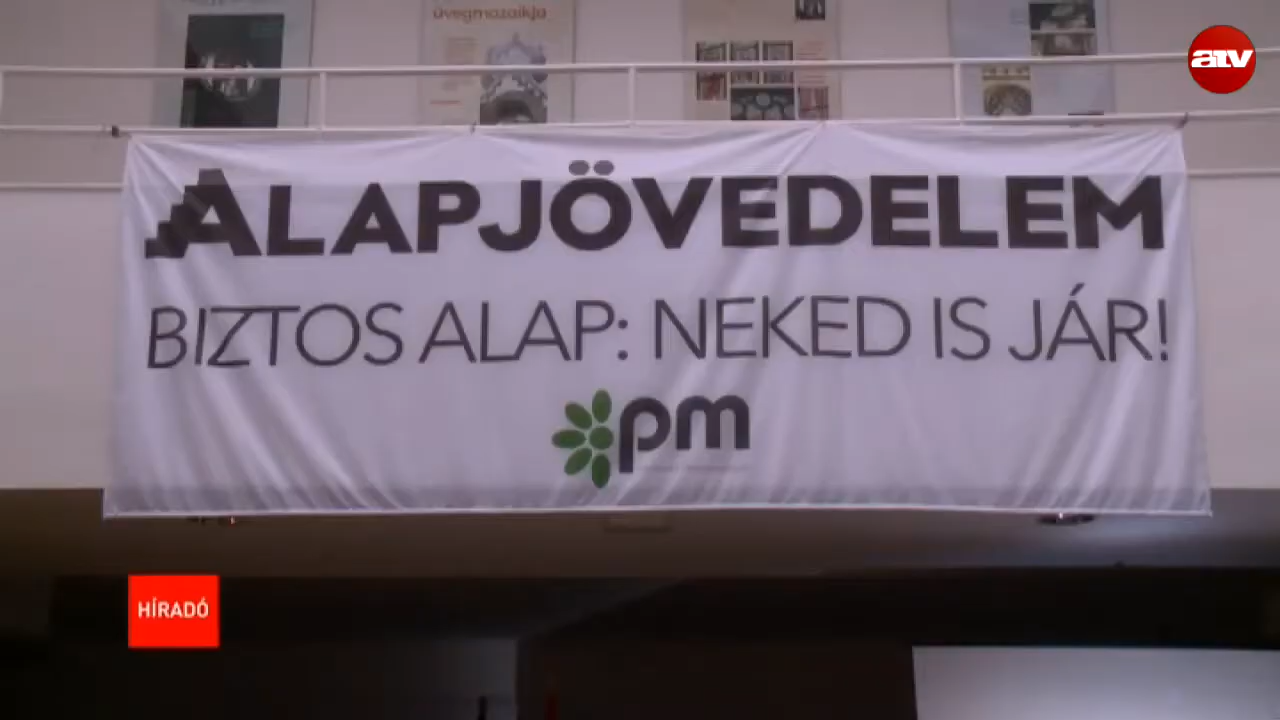 üvegmozaikja
atv
ALAPJÖVEDELEM
BIZTOS ALAP: NEKED IS JÁR!
pm
HÍRADÓ